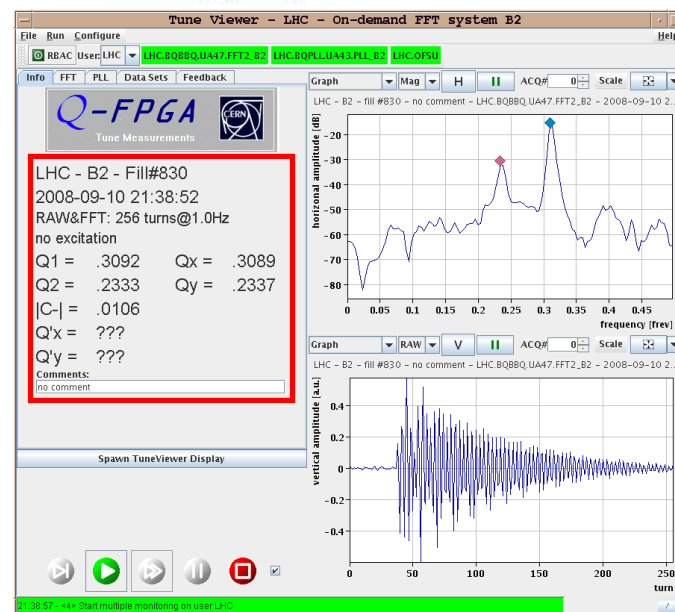 Tune Viewer - LHC - On-demand FFT system B2
File Run Configure Help
RBAC User: LHC LHC.BQBBQ.UA47.FFT2_B2 LHC.BQPLL.UA43.PLL_B2 LHC.OFSU
Info FFT PLL Data Sets Feedback
Q-FPGA
Tune Measurements
CERN
LHC - B2 - Fill#830
2008-09-10 21:38:52
RAW&FFT: 256 turns@1.0Hz
no excitation
Q1 = .3092 Qx = .3089
Q2 = .2333 Qy = .2337
|C-| = .0106
Q'x = ???
Q'y = ???
Comments:
no comment
Spawn TuneViewer Display
Graph Mag H ACQ# 0 Scale
LHC - B2 - fill #830 - no comment - LHC.BQBBQ.UA47.FFT2_B2 - 2008-09-10 2..
horizonal amplitude [dB]
-20
-30
-40
-50
-60
-70
-80
0 0.05 0.1 0.15 0.2 0.25 0.3 0.35 0.4 0.45
frequency [frev]
Graph RAW V ACQ# 0 Scale
LHC - B2 - fill #830 - no comment - LHC.BQBBQ.UA47.FFT2_B2 - 2008-09-10 2..
vertical amplitude [a.u.]
0.4
0.2
0
-0.2
-0.4
0 50 100 150 200 250
turn
21:38:57 - <4> Start multiple monitoring on user LHC